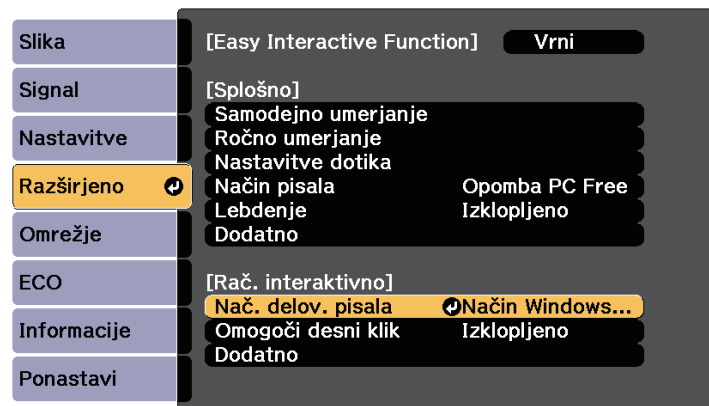 Slika
Signal
Nastavitve
Razširjeno
Omrežje
ECO
Informacije
Ponastavi
[Easy Interactive Function] Vrni
[Splošno]
Samodejno umerjanje
Ročno umerjanje
Nastavitve dotika
Način pisala Opomba PC Free
Lebdenje Izklopljeno
Dodatno
[Rač. interaktivno]
Nač. delov. pisala Način Windows...
Omogoči desni klik Izklopljeno
Dodatno